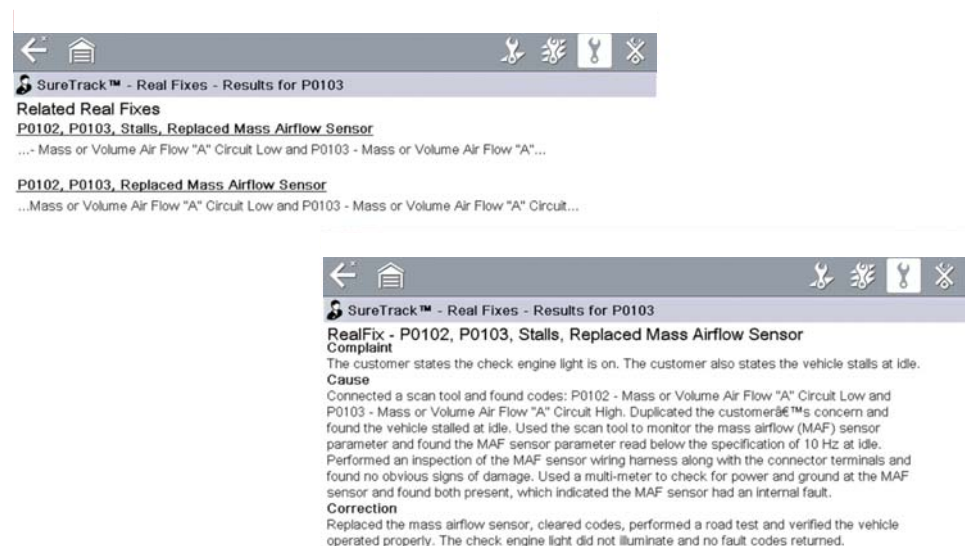 SureTrack™ - Real Fixes - Results for P0103
Related Real Fixes
P0102, P0103, Stalls, Replaced Mass Airflow Sensor
...- Mass or Volume Air Flow "A" Circuit Low and P0103 - Mass or Volume Air Flow "A"...
P0102, P0103, Replaced Mass Airflow Sensor
...Mass or Volume Air Flow "A" Circuit Low and P0103 - Mass or Volume Air Flow "A" Circuit...
SureTrack™ - Real Fixes - Results for P0103
RealFix - P0102, P0103, Stalls, Replaced Mass Airflow Sensor
Complaint
The customer states the check engine light is on. The customer also states the vehicle stalls at idle.
Cause
Connected a scan tool and found codes: P0102 - Mass or Volume Air Flow "A" Circuit Low and
P0103 - Mass or Volume Air Flow "A" Circuit High. Duplicated the customerâ€™s concern and
found the vehicle stalled at idle. Used the scan tool to monitor the mass airflow (MAF) sensor
parameter and found the MAF sensor parameter read below the specification of 10 Hz at idle.
Performed an inspection of the MAF sensor wiring harness along with the connector terminals and
found no obvious signs of damage. Used a multi-meter to check for power and ground at the MAF
sensor and found both present, which indicated the MAF sensor had an internal fault.
Correction
Replaced the mass airflow sensor, cleared codes, performed a road test and verified the vehicle
operated properly. The check engine light did not illuminate and no fault codes returned.